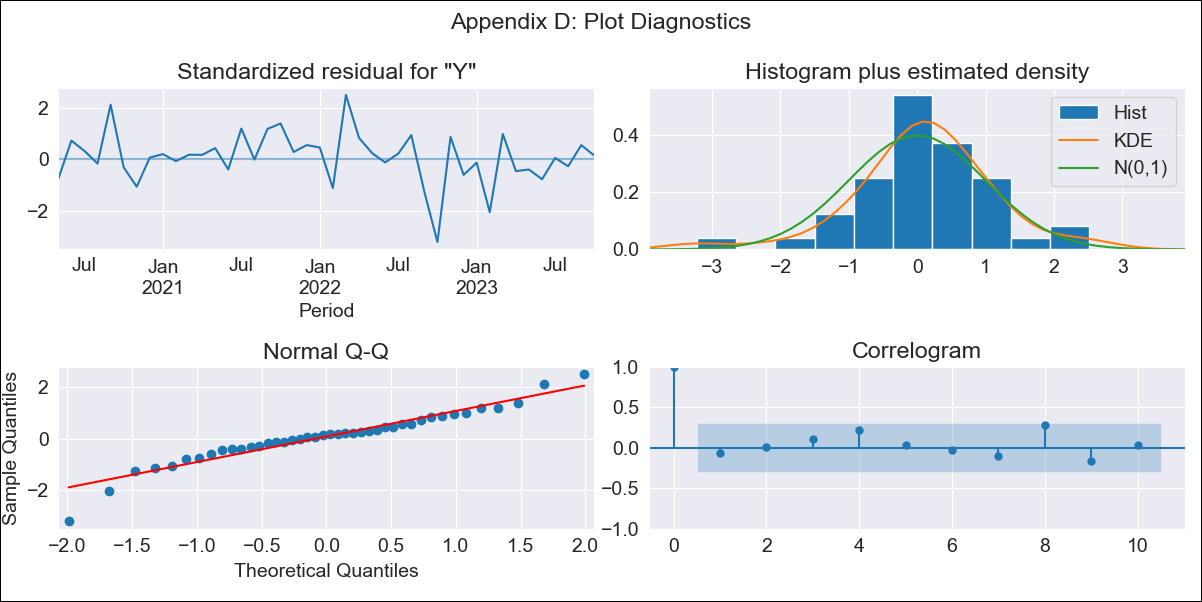 Appendix D: Plot Diagnostics
Standardized residual for "Y"
2
0
−2
Jul
Jan
2021
Jul
Jan
2022
Jul
Jan
2023
Jul
Period
Histogram plus estimated density
Hist
KDE
N(0,1)
0.4
0.2
0.0
−3 −2 −1 0 1 2 3
Normal Q-Q
Sample Quantiles
2
0
−2
−2.0 −1.5 −1.0 −0.5 0.0 0.5 1.0 1.5 2.0
Theoretical Quantiles
Correlogram
1.0
0.5
0.0
−0.5
−1.0
0 2 4 6 8 10